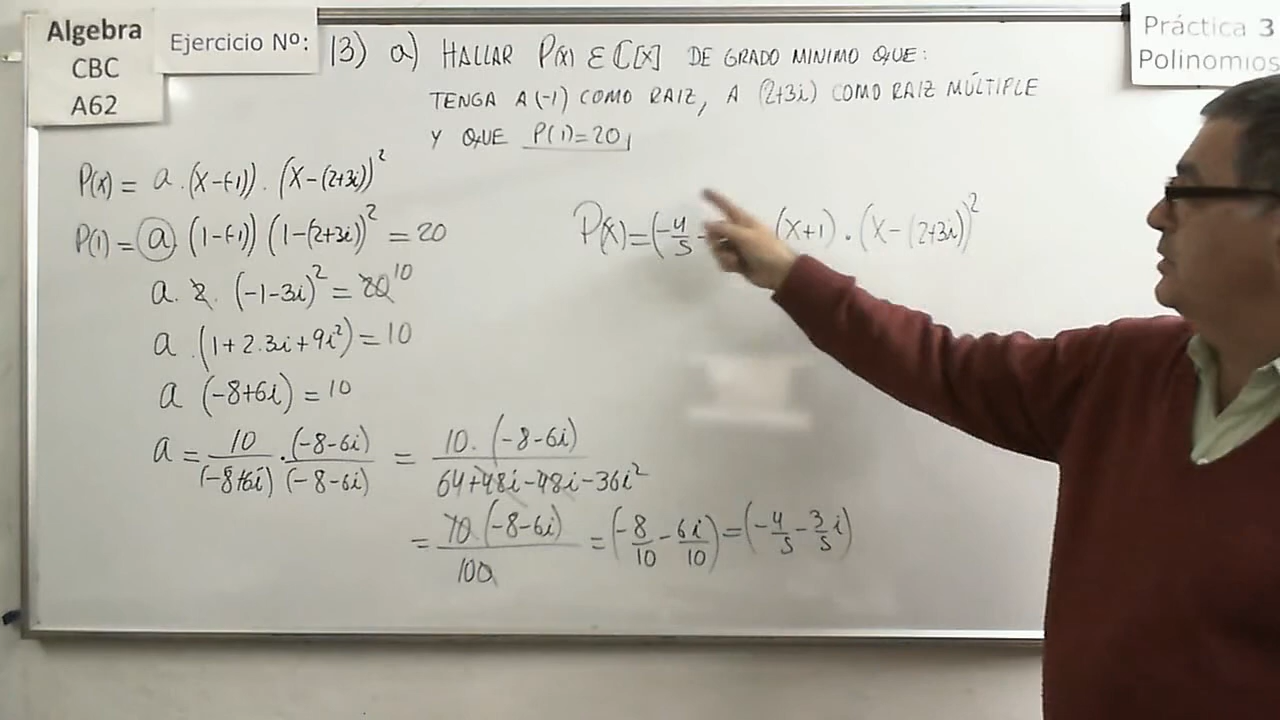 Algebra
CBC
A62
Ejercicio Nº:
Práctica 3
Polinomios
13) a) HALLAR P(x) ε ℂ[x] DE GRADO MINIMO QUE:
TENGA A (-1) COMO RAIZ, A (2+3i) COMO RAIZ MÚLTIPLE
Y QUE P(1)=20
P(x) = a.(x-(-1)).(x-(2+3i))²
P(1) = a.(1-(-1))(1-(2+3i))² = 20
a.2.(-1-3i)² = 20 10
a.(1+2.3i+9i²) = 10
a (-8+6i) = 10
a = 10/(-8+6i) . (-8-6i)/(-8-6i) = 10.(-8-6i)/64+48i-48i-36i²
= 10(-8-6i)/100 = (-8/10 - 6i/10) = (-4/5 - 3/5 i)
P(x) = (-4/5 (x+1).(x-(2+3i))²